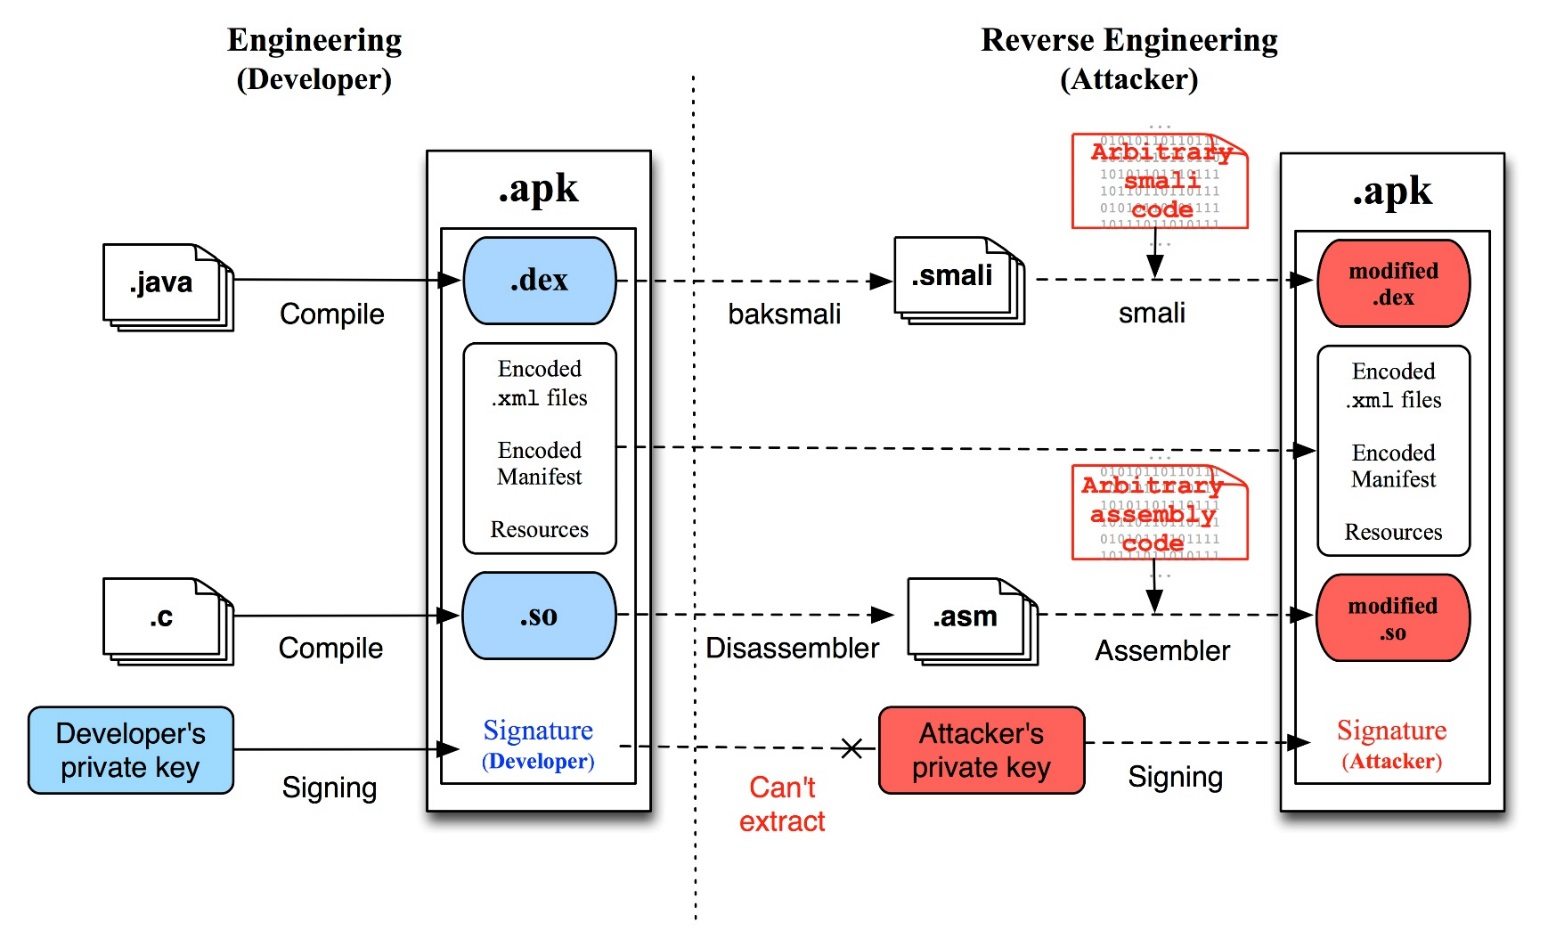 Engineering
(Developer)
Reverse Engineering
(Attacker)
.apk
.java
Compile
.dex
baksmali
.smali
Arbitrary
smali
code
smali
.apk
modified
.dex
Encoded
.xml files
Encoded
Manifest
Resources
Encoded
.xml files
Encoded
Manifest
Resources
.c
Compile
.so
Disassembler
.asm
Arbitrary
assembly
code
Assembler
modified
.so
Developer's
private key
Signing
Signature
(Developer)
Can't
extract
Attacker's
private key
Signing
Signature
(Attacker)